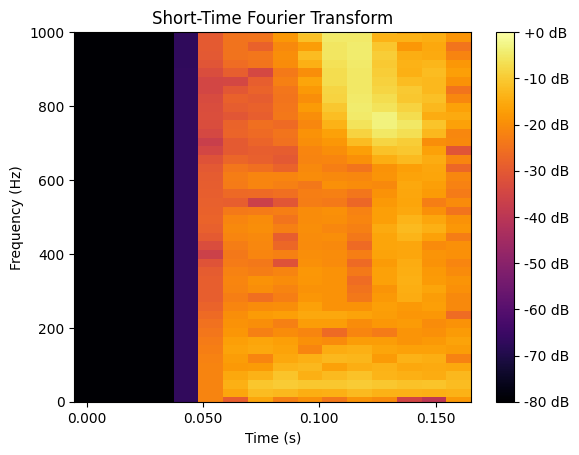 Short-Time Fourier Transform
Frequency (Hz)
1000
800
600
400
200
0
0.000
0.050
0.100
0.150
Time (s)
+0 dB
-10 dB
-20 dB
-30 dB
-40 dB
-50 dB
-60 dB
-70 dB
-80 dB